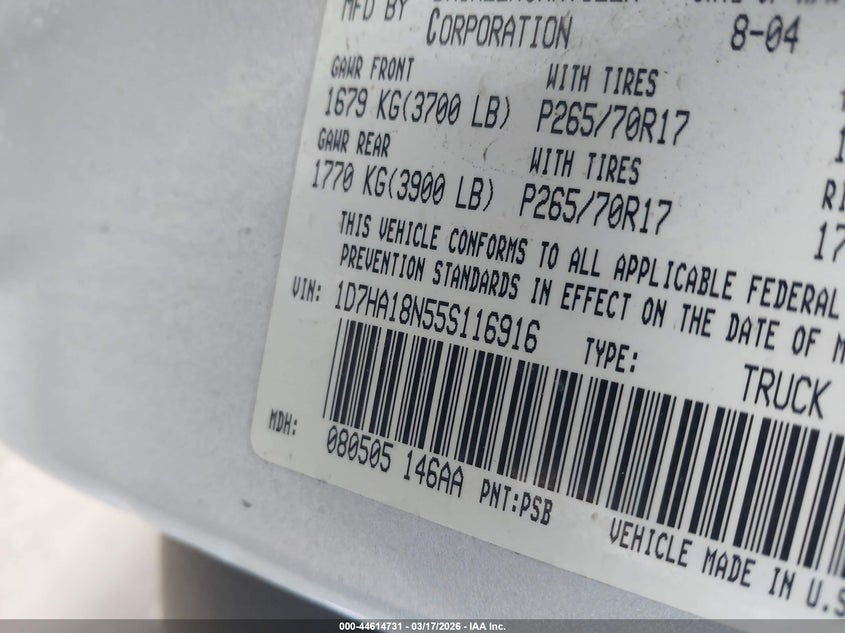 MFD BY
CORPORATION 8-04
GAWR FRONT WITH TIRES
1679 KG(3700 LB) P265/70R17
GAWR REAR WITH TIRES
1770 KG(3900 LB) P265/70R17
THIS VEHICLE CONFORMS TO ALL APPLICABLE FEDERAL
PREVENTION STANDARDS IN EFFECT ON THE DATE OF M
VIN: 1D7HA18N55S116916 TYPE: TRUCK
MDH: 080505 146AA PNT:PSB
VEHICLE MADE IN U.S
000-44614731 - 03/17/2026 - IAA Inc.